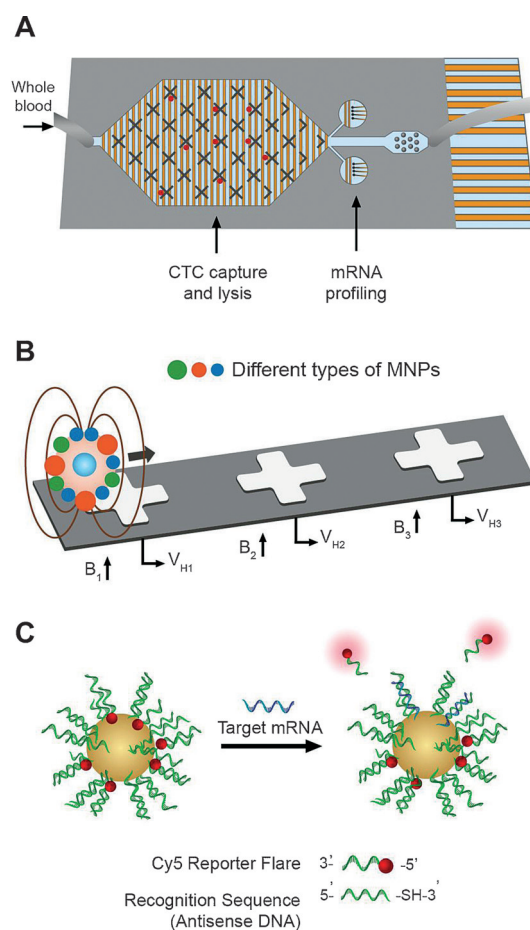 A
Whole
blood
CTC capture
and lysis
mRNA
profiling
B
Different types of MNPs
B1
VH1
B2
VH2
B3
VH3
C
Target mRNA
Cy5 Reporter Flare 3'- -5'
Recognition Sequence 5'- -SH-3'
(Antisense DNA)